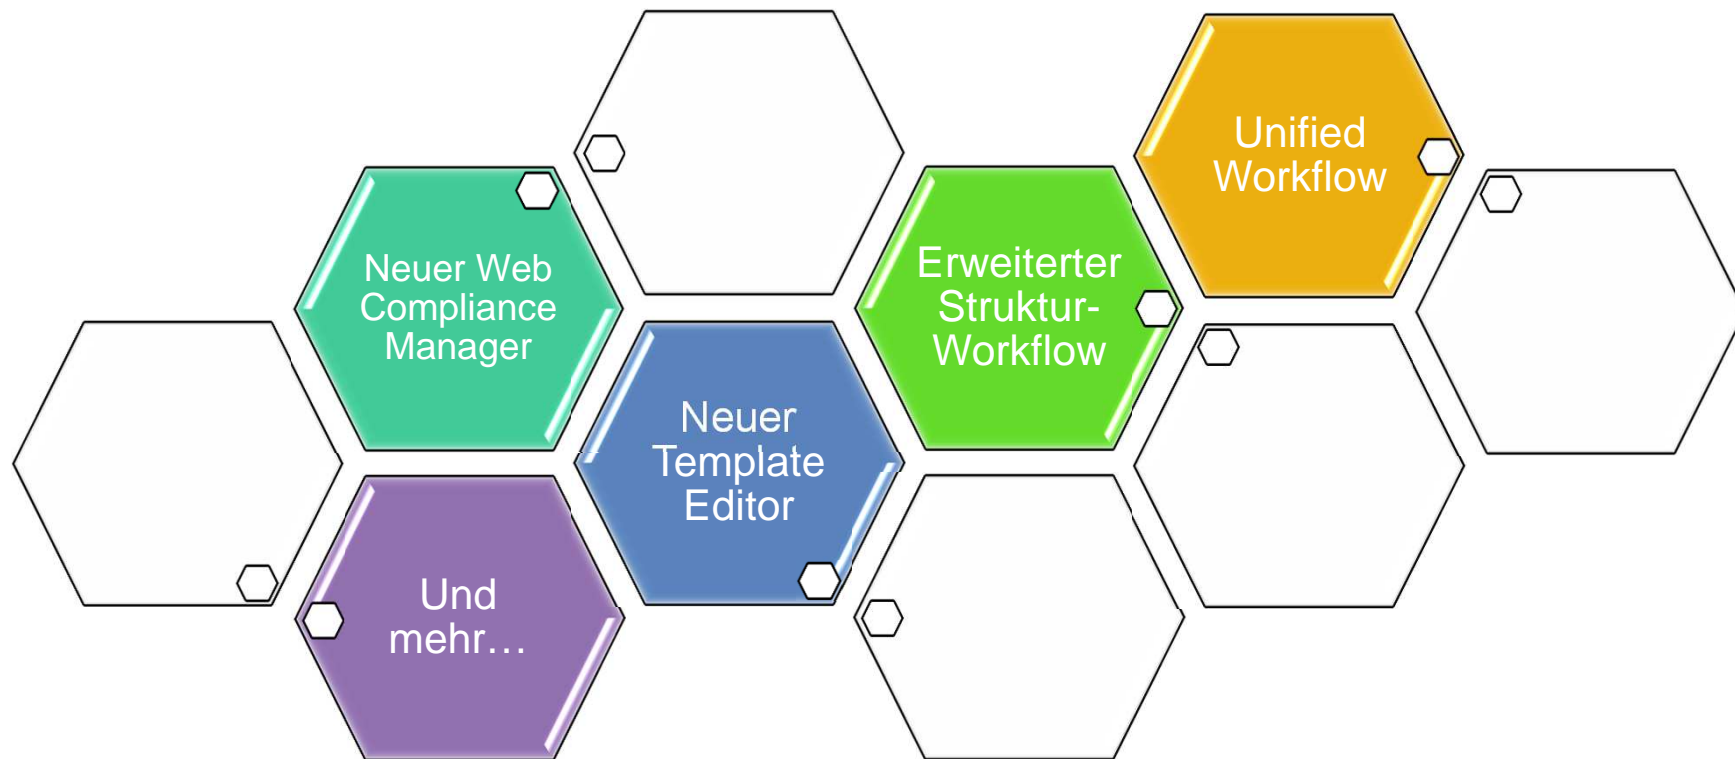 Unified
Workflow
Neuer Web
Compliance
Manager
Erweiterter
Struktur-
Workflow
Neuer
Template
Editor
Und
mehr…